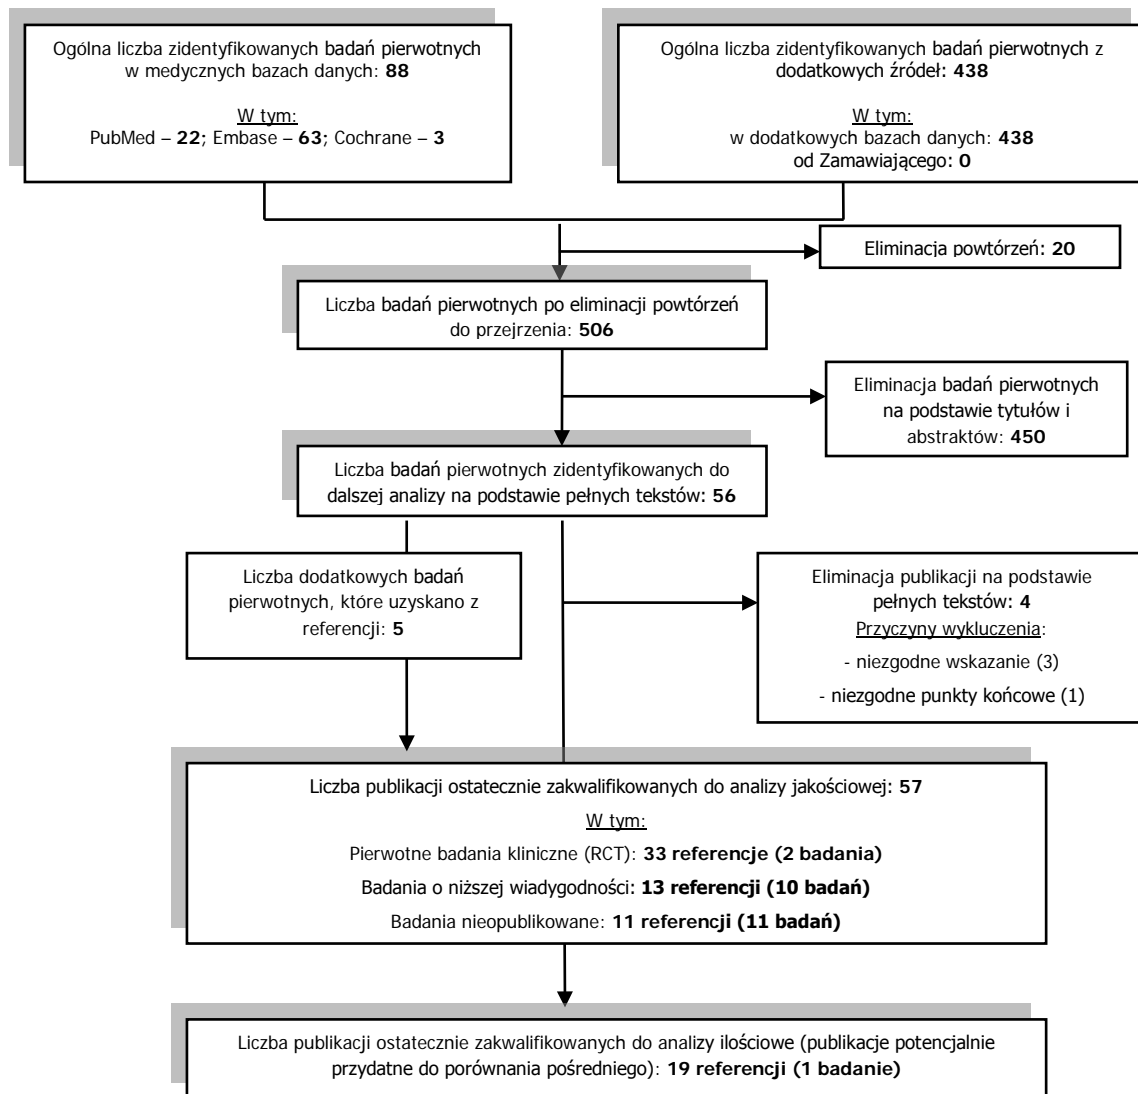 Ogólna liczba zidentyfikowanych badań pierwotnych
w medycznych bazach danych: 88
W tym:
PubMed – 22; Embase – 63; Cochrane – 3
Ogólna liczba zidentyfikowanych badań pierwotnych z
dodatkowych źródeł: 438
W tym:
w dodatkowych bazach danych: 438
od Zamawiającego: 0
Eliminacja powtórzeń: 20
Liczba badań pierwotnych po eliminacji powtórzeń
do przejrzenia: 506
Eliminacja badań pierwotnych
na podstawie tytułów i
abstraktów: 450
Liczba badań pierwotnych zidentyfikowanych do
dalszej analizy na podstawie pełnych tekstów: 56
Liczba dodatkowych badań
pierwotnych, które uzyskano z
referencji: 5
Eliminacja publikacji na podstawie
pełnych tekstów: 4
Przyczyny wykluczenia:
- niezgodne wskazanie (3)
- niezgodne punkty końcowe (1)
Liczba publikacji ostatecznie zakwalifikowanych do analizy jakościowej: 57
W tym:
Pierwotne badania kliniczne (RCT): 33 referencje (2 badania)
Badania o niższej wiadygodności: 13 referencji (10 badań)
Badania nieopublikowane: 11 referencji (11 badań)
Liczba publikacji ostatecznie zakwalifikowanych do analizy ilościowe (publikacje potencjalnie
przydatne do porównania pośredniego): 19 referencji (1 badanie)